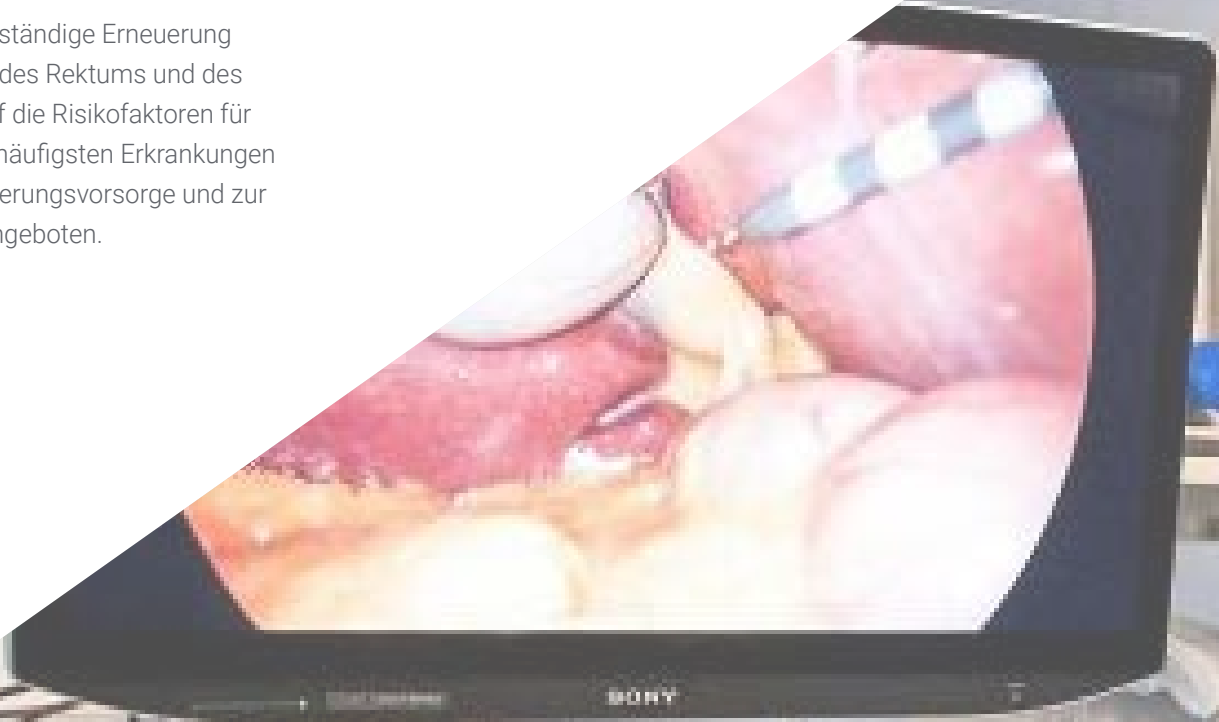 ständige Erneuerung
des Rektums und des
f die Risikofaktoren für
häufigsten Erkrankungen
erungsvorsorge und zur
ngeboten.
SONY